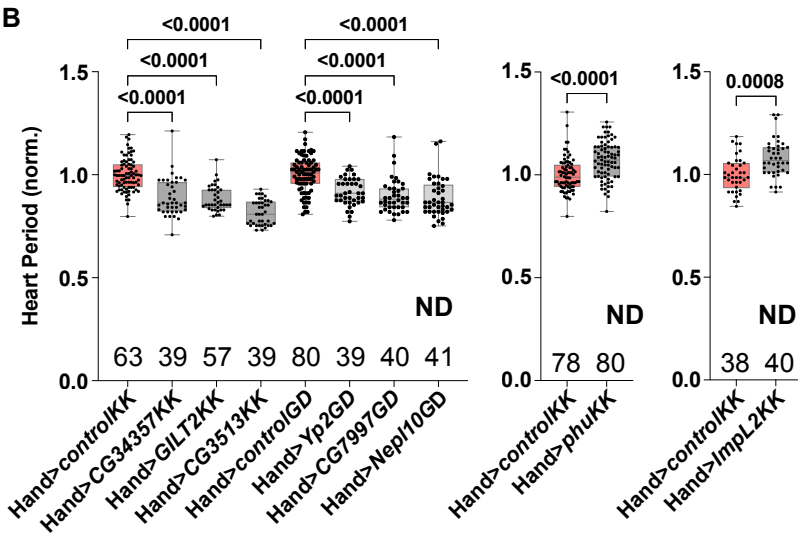 B
<0.0001
<0.0001
<0.0001
<0.0001
<0.0001
<0.0001
<0.0001
0.0008
Heart Period (norm.)
1.5
1.0
0.5
0.0
1.5
1.0
0.5
0.0
1.5
1.0
0.5
0.0
ND
ND
ND
63 39 57 39 80 39 40 41
78 80
38 40
Hand>controlKK
Hand>CG34357KK
Hand>GILT2KK
Hand>CG3513KK
Hand>controlGD
Hand>Yp2GD
Hand>CG7997GD
Hand>Nepl10GD
Hand>controlKK
Hand>phuKK
Hand>controlKK
Hand>ImpL2KK